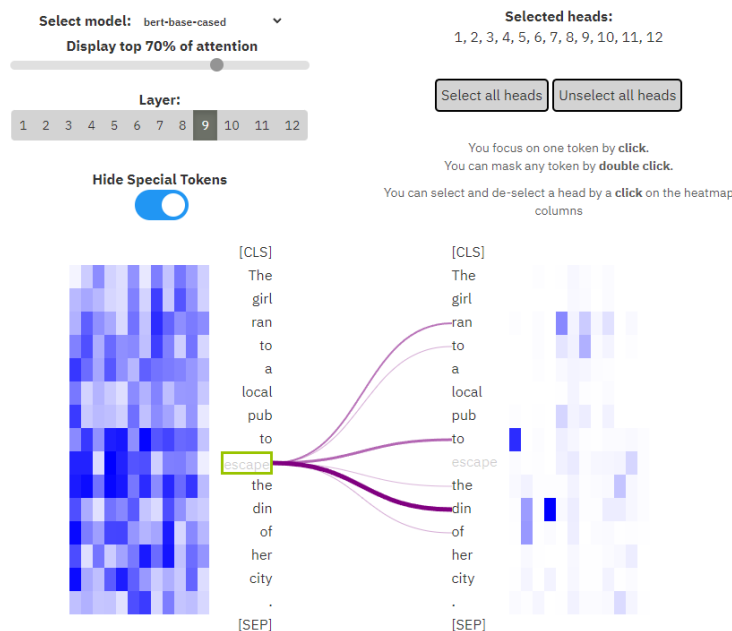 Select model: bert-base-cased
Display top 70% of attention
Layer:
1 2 3 4 5 6 7 8 9 10 11 12
Hide Special Tokens
Selected heads:
1, 2, 3, 4, 5, 6, 7, 8, 9, 10, 11, 12
Select all heads Unselect all heads
You focus on one token by click.
You can mask any token by double click.
You can select and de-select a head by a click on the heatmap
columns
[CLS] [CLS]
The The
girl girl
ran ran
to to
a a
local local
pub pub
to to
escape escape
the the
din din
of of
her her
city city
. .
[SEP] [SEP]